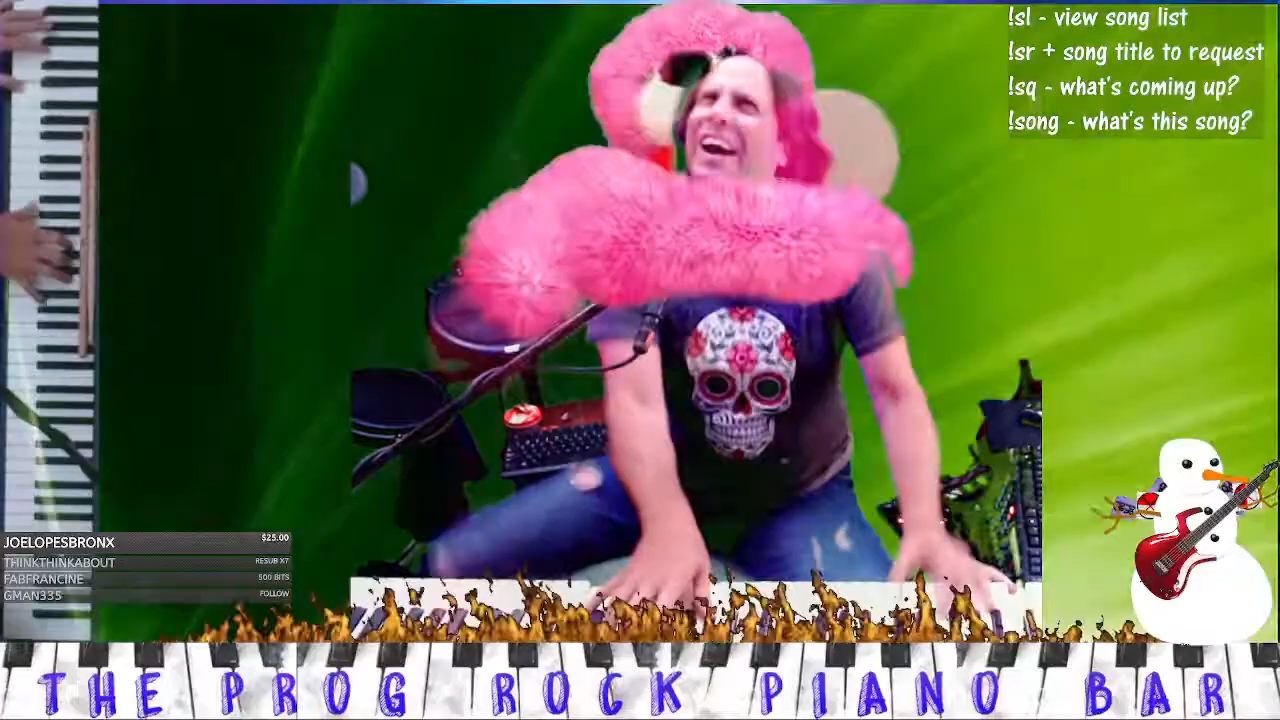 !sl - view song list
!sr + song title to request
!sq - what's coming up?
!song - what's this song?
JOELOPESBRONX $25.00
THINKTHINKABOUT RESUB X7
FABFRANCINE 500 BITS
GMAN335 FOLLOW
THE PROG ROCK PIANO BAR